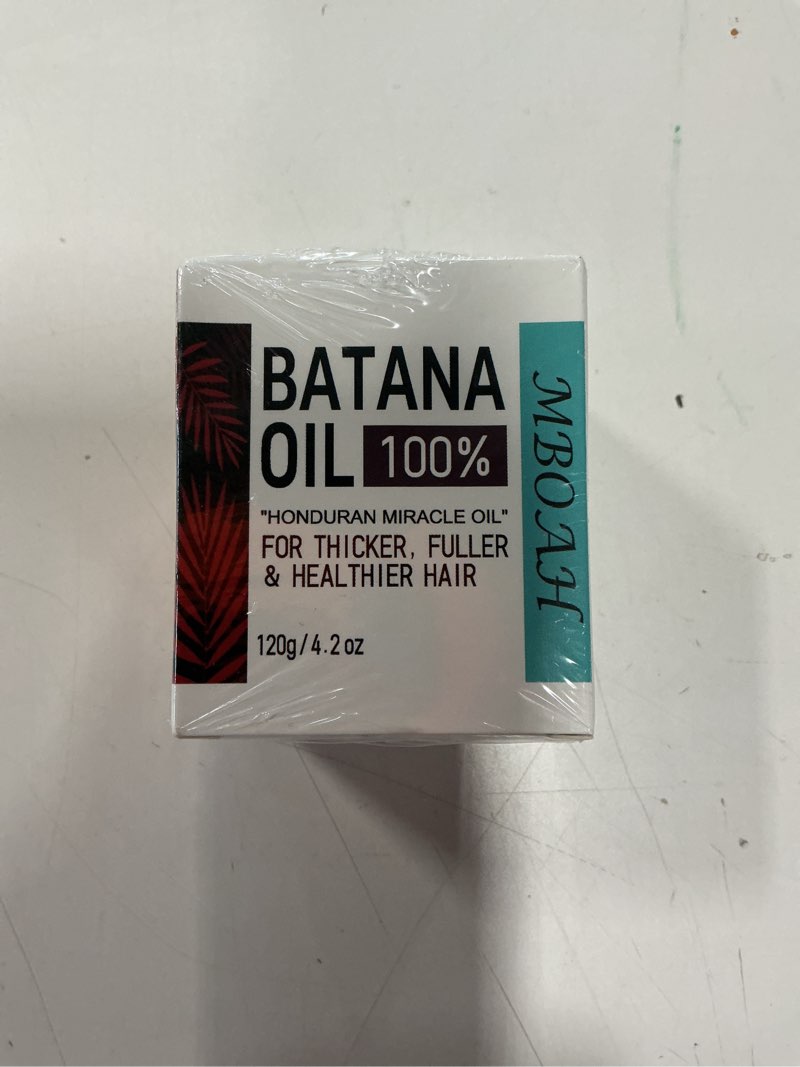 BATANA
OIL 100%
"HONDURAN MIRACLE OIL"
FOR THICKER, FULLER
& HEALTHIER HAIR
120g/4.2 oz
MBOAH